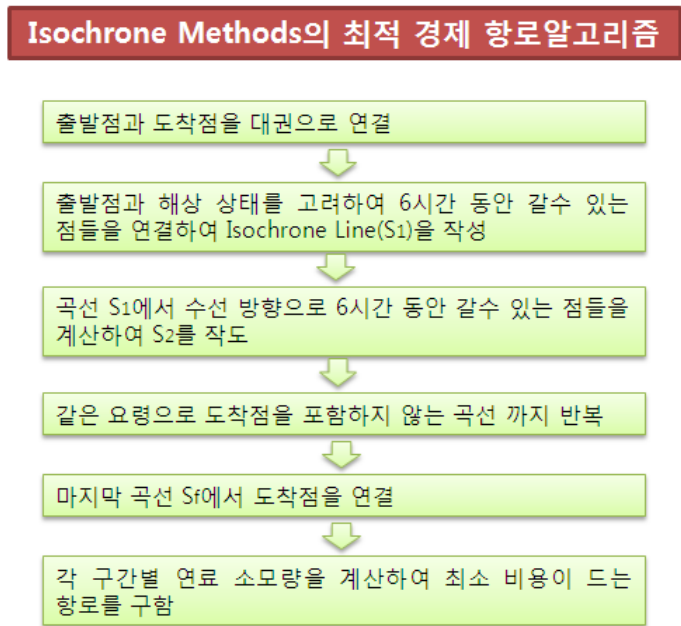 Isochrone Methods의 최적 경제 항로알고리즘
출발점과 도착점을 대권으로 연결
출발점과 해상 상태를 고려하여 6시간 동안 갈수 있는
점들을 연결하여 Isochrone Line(S1)을 작성
곡선 S1에서 수선 방향으로 6시간 동안 갈수 있는 점들을
계산하여 S2를 작도
같은 요령으로 도착점을 포함하지 않는 곡선 까지 반복
마지막 곡선 Sf에서 도착점을 연결
각 구간별 연료 소모량을 계산하여 최소 비용이 드는
항로를 구함